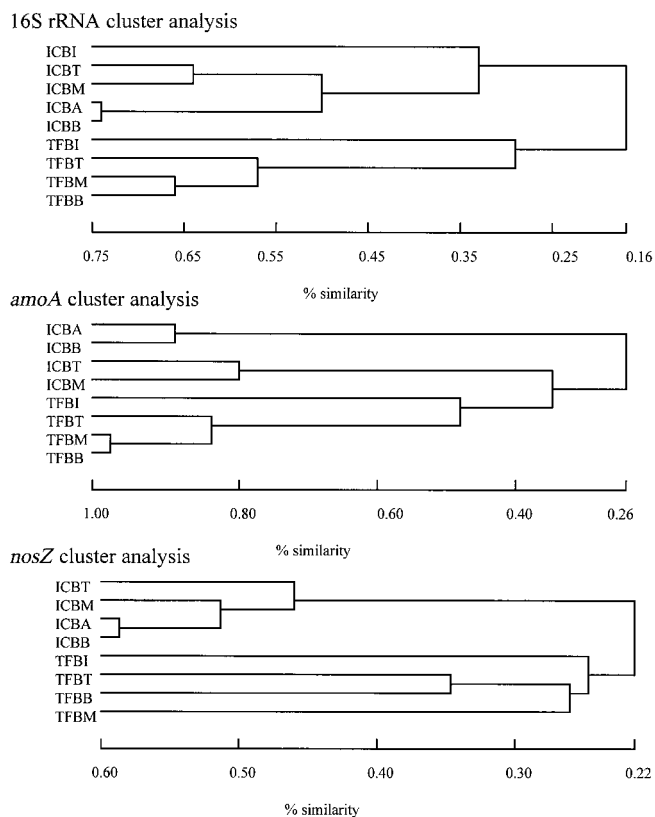 16S rRNA cluster analysis
ICBI
ICBT
ICBM
ICBA
ICBB
TFBI
TFBT
TFBM
TFBB
0.75 0.65 0.55 0.45 0.35 0.25 0.16
% similarity
amoA cluster analysis
ICBA
ICBB
ICBT
ICBM
TFBI
TFBT
TFBM
TFBB
1.00 0.80 0.60 0.40 0.26
% similarity
nosZ cluster analysis
ICBT
ICBM
ICBA
ICBB
TFBI
TFBT
TFBB
TFBM
0.60 0.50 0.40 0.30 0.22
% similarity